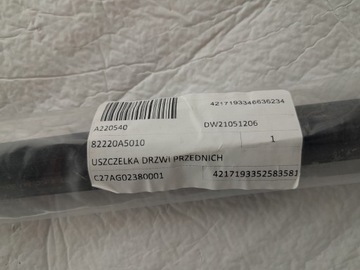 4217193346636234
A220540
DW21051206
82220A5010
1
USZCZELKA DRZWI PRZEDNICH
C27AG02380001
4217193352583581